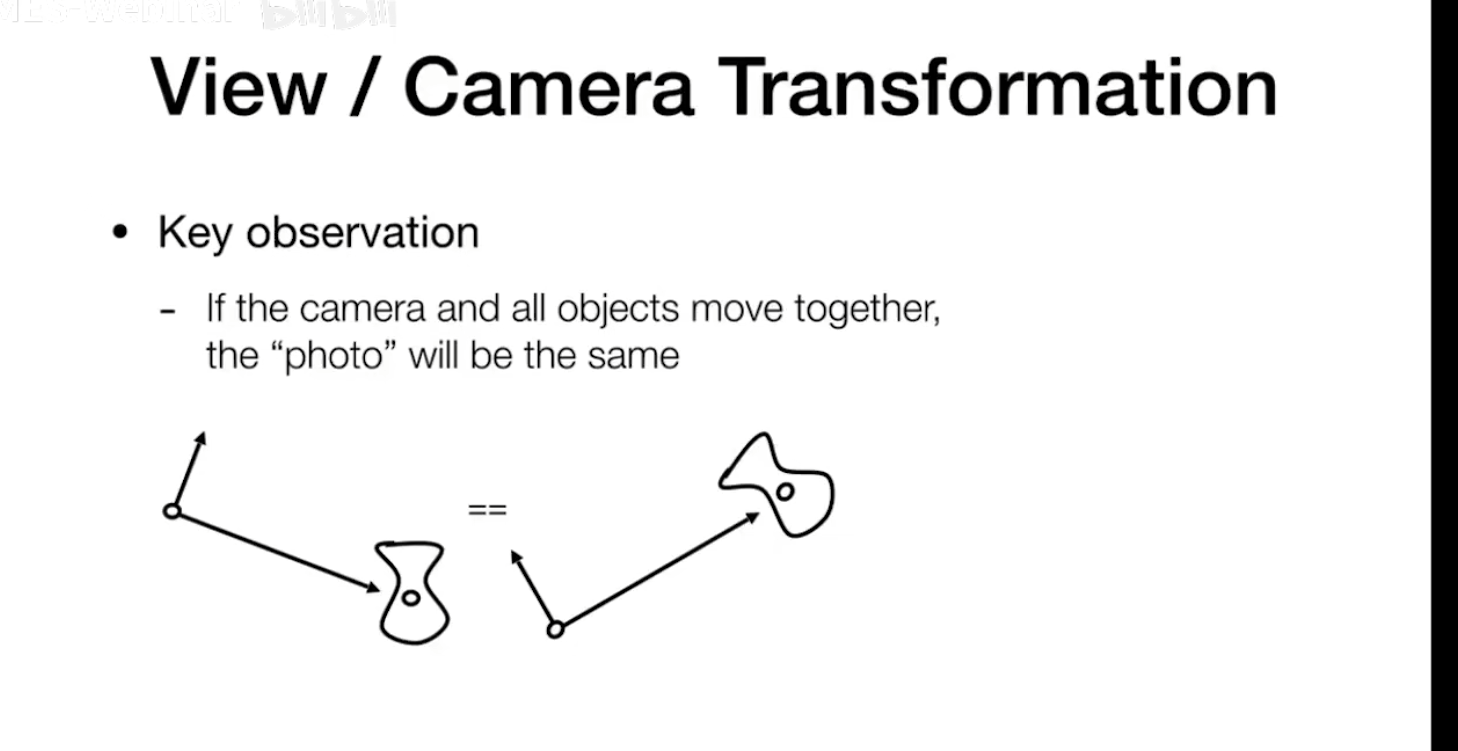 bilibili
View / Camera Transformation
• Key observation
- If the camera and all objects move together,
the “photo” will be the same
==